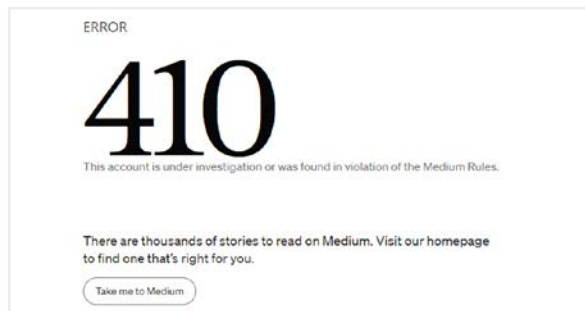 ERROR
410
This account is under investigation or was found in violation of the Medium Rules.
There are thousands of stories to read on Medium. Visit our homepage
to find one that's right for you.
Take me to Medium